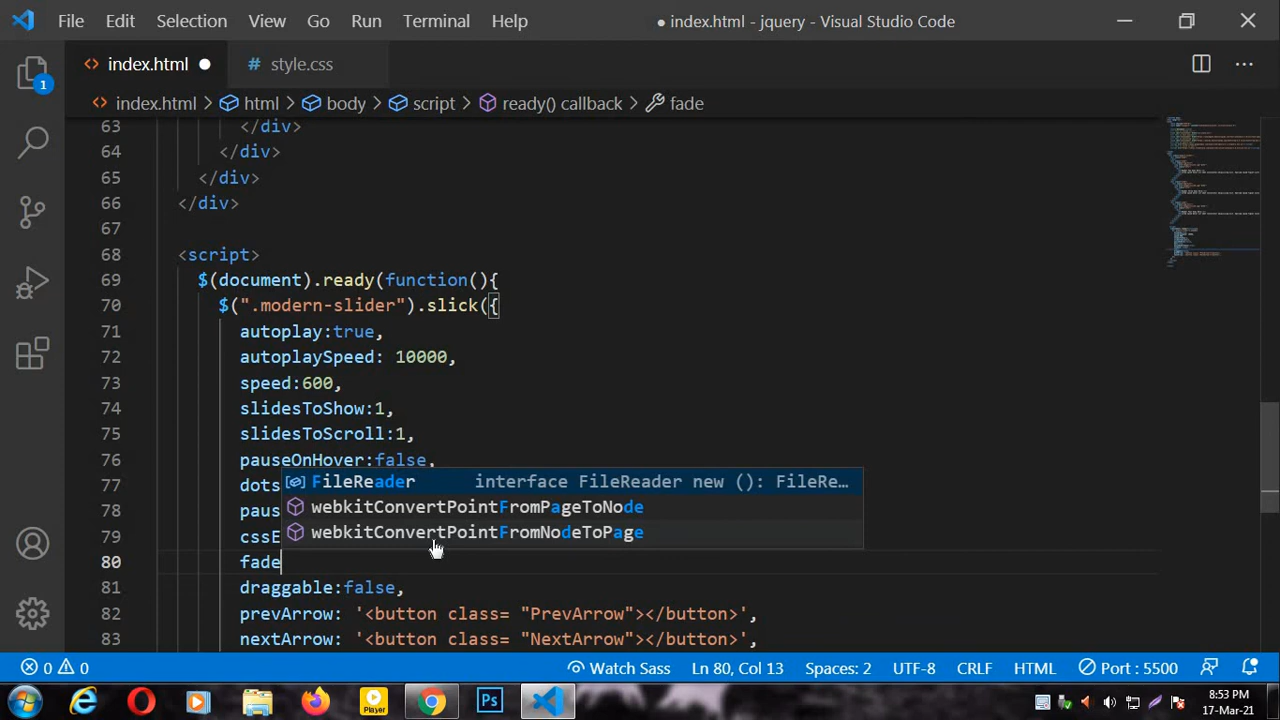 File Edit Selection View Go Run Terminal Help ● index.html - jquery - Visual Studio Code
index.html ● style.css
index.html > html > body > script > ready() callback > fade
63 </div>
64 </div>
65 </div>
66 </div>
67
68 <script>
69 $(document).ready(function(){
70 $(".modern-slider").slick({
71 autoplay:true,
72 autoplaySpeed: 10000,
73 speed:600,
74 slidesToShow:1,
75 slidesToScroll:1,
76 pauseOnHover:false,
77 dots
FileReader interface FileReader new (): FileRe…
78 paus
webkitConvertPointFromPageToNode
79 cssE
webkitConvertPointFromNodeToPage
80 fade
81 draggable:false,
82 prevArrow: '<button class= "PrevArrow"></button>',
83 nextArrow: '<button class= "NextArrow"></button>',
1
0 0 Watch Sass Ln 80, Col 13 Spaces: 2 UTF-8 CRLF HTML Port : 5500
Player Ps
8:53 PM
17-Mar-21